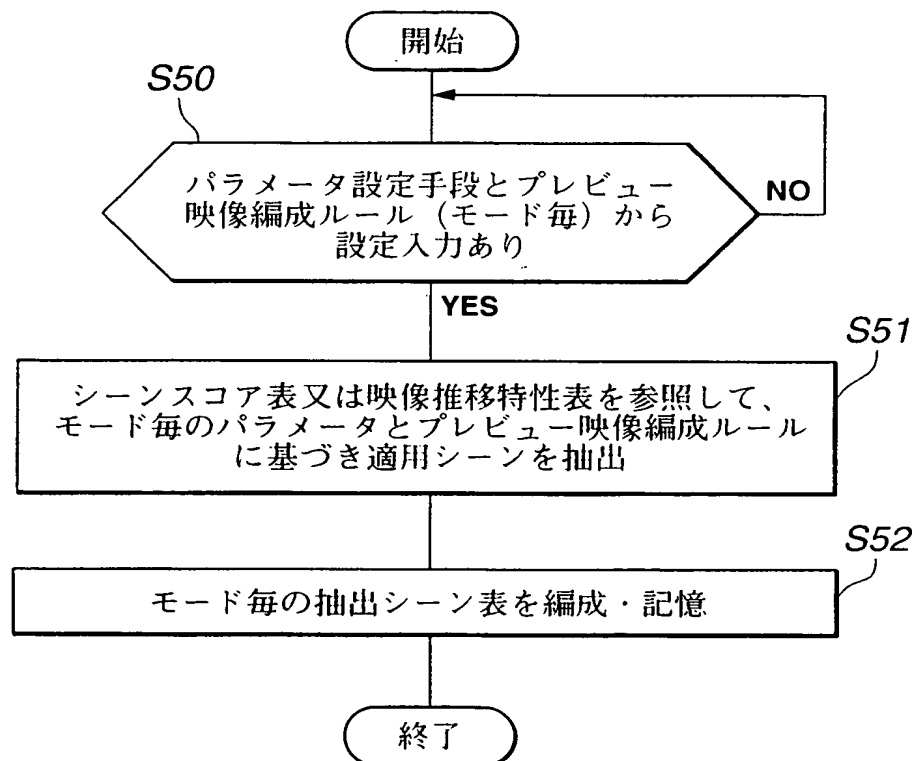 開始
S50
パラメータ設定手段とプレビュー
映像編成ルール（モード毎）から
設定入力あり
NO
YES
S51
シーンスコア表又は映像推移特性表を参照して、
モード毎のパラメータとプレビュー映像編成ルール
に基づき適用シーンを抽出
S52
モード毎の抽出シーン表を編成・記憶
終了